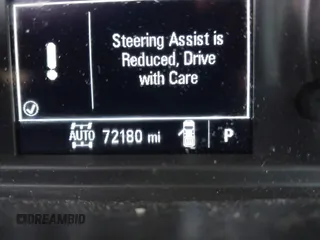 Steering Assist is
Reduced, Drive
with Care
AUTO 72180 mi P
DREAMBID